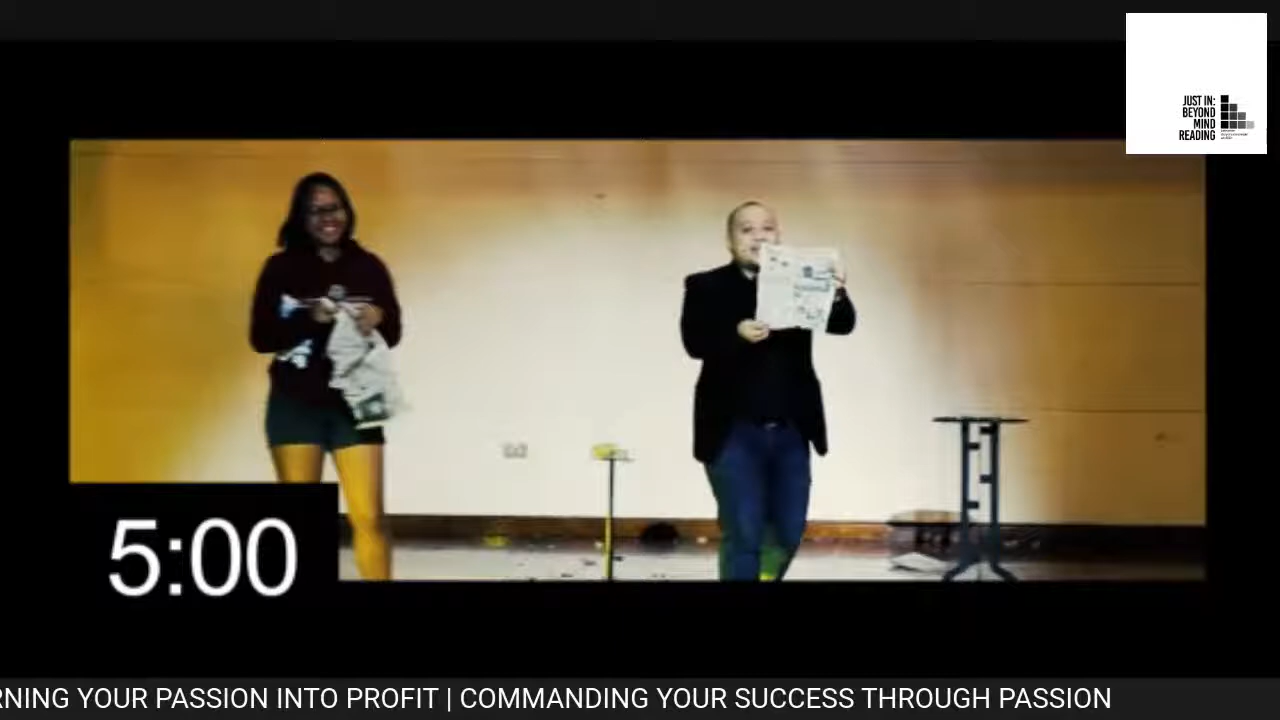 JUST IN:
BEYOND
MIND
READING
5:00
RNING YOUR PASSION INTO PROFIT | COMMANDING YOUR SUCCESS THROUGH PASSION